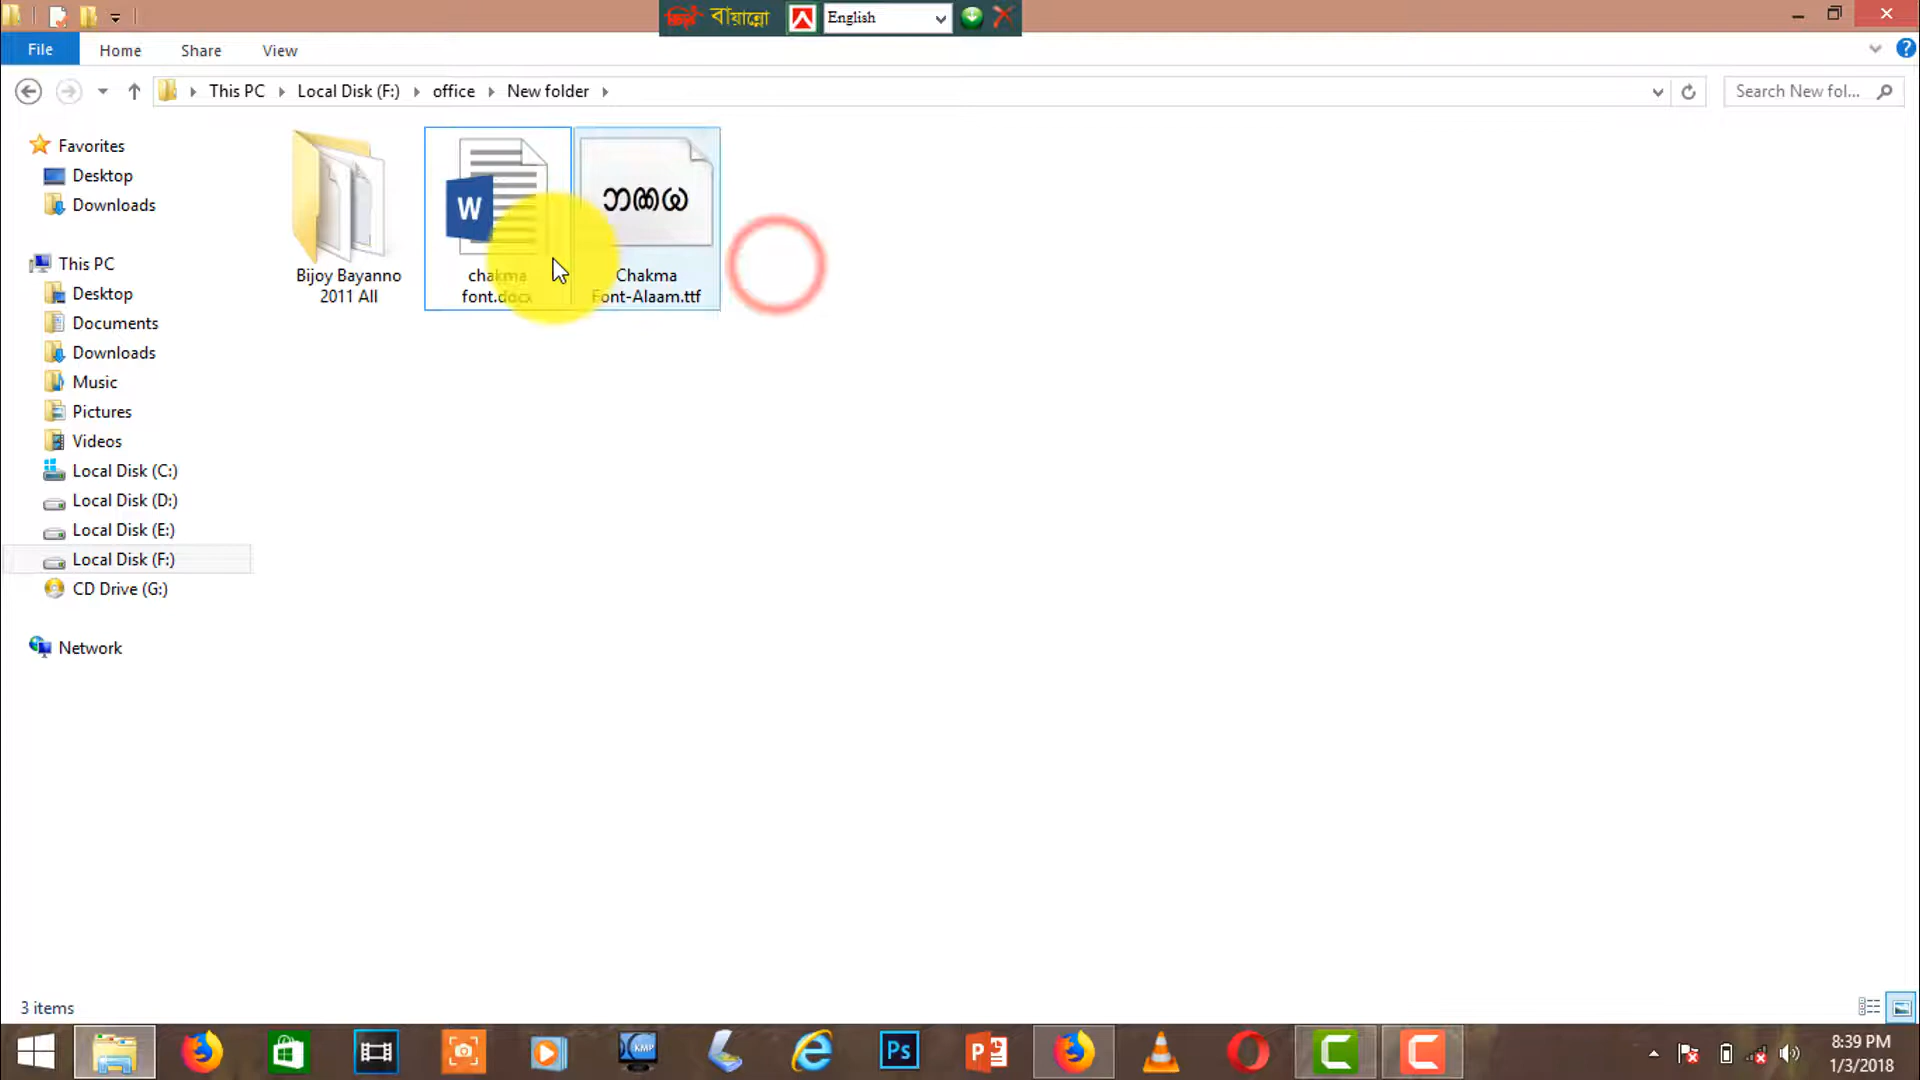 বায়ান্নো
English
File
Home
Share
View
This PC
Local Disk (F:)
office
New folder
Search New fol...
Favorites
Desktop
Downloads
This PC
Desktop
Documents
Downloads
Music
Pictures
Videos
Local Disk (C:)
Local Disk (D:)
Local Disk (E:)
Local Disk (F:)
CD Drive (G:)
Network
Bijoy Bayanno
2011 All
W
chakma
font.docx
Chakma
Font-Alaam.ttf
3 items
KMP
Ps
8:39 PM
1/3/2018